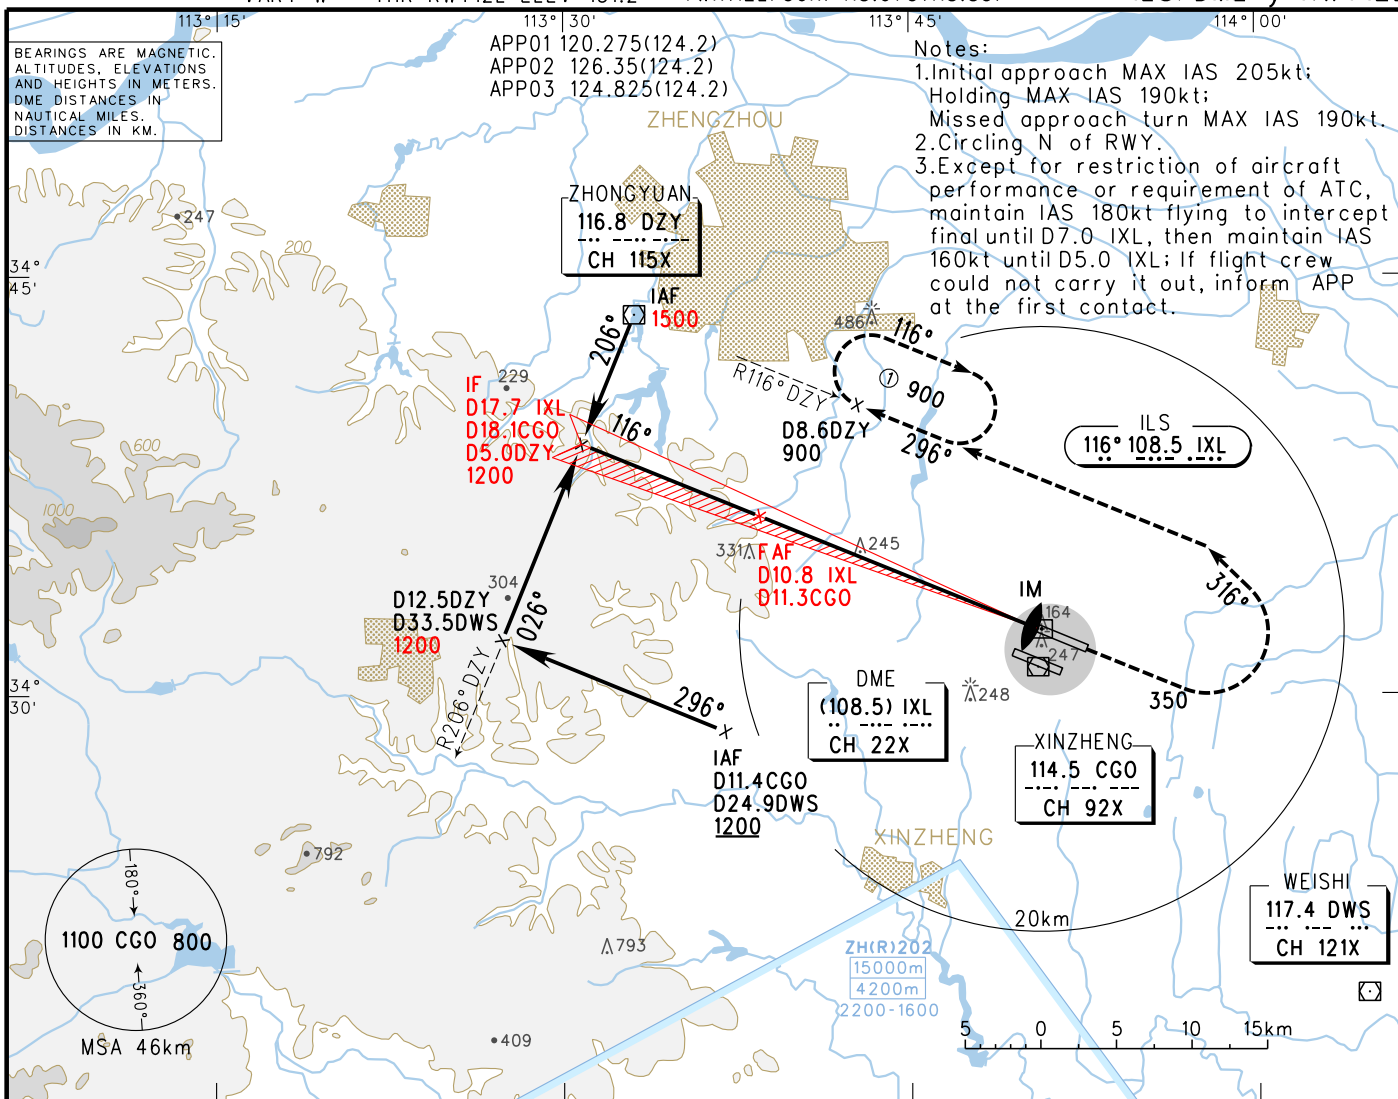 113°15'
113°30'
113°45'
114°00'
BEARINGS ARE MAGNETIC.
ALTITUDES, ELEVATIONS
AND HEIGHTS IN METERS.
DME DISTANCES IN
NAUTICAL MILES.
DISTANCES IN KM.
APP01 120.275(124.2)
APP02 126.35(124.2)
APP03 124.825(124.2)
Notes:
1.Initial approach MAX IAS 205kt;
Holding MAX IAS 190kt;
Missed approach turn MAX IAS 190kt.
2.Circling N of RWY.
3.Except for restriction of aircraft
performance or requirement of ATC,
maintain IAS 180kt flying to intercept
final until D7.0 IXL, then maintain IAS
160kt until D5.0 IXL; If flight crew
could not carry it out, inform APP
at the first contact.
ZHENGZHOU
ZHONGYUAN
116.8 DZY
CH 115X
247
200
34°
45'
IAF
1500
206°
486
116°
1 900
R116°DZY
D8.6DZY
900
296°
229
IF
D17.7 IXL
D18.1CGO
D5.0DZY
1200
116°
ILS
116° 108.5 IXL
600
1000
331
FAF
D10.8 IXL
D11.3CGO
245
316°
IM
164
247
304
D12.5DZY
D33.5DWS
1200
026°
R206°DZY
296°
IAF
D11.4CGO
D24.9DWS
1200
34°
30'
DME
(108.5) IXL
CH 22X
248
350
XINZHENG
114.5 CGO
CH 92X
XINZHENG
792
20km
WEISHI
117.4 DWS
CH 121X
180°
1100 CGO 800
360°
MSA 46km
793
409
ZH(R)202
15000m
4200m
2200-1600
5 0 5 10 15km